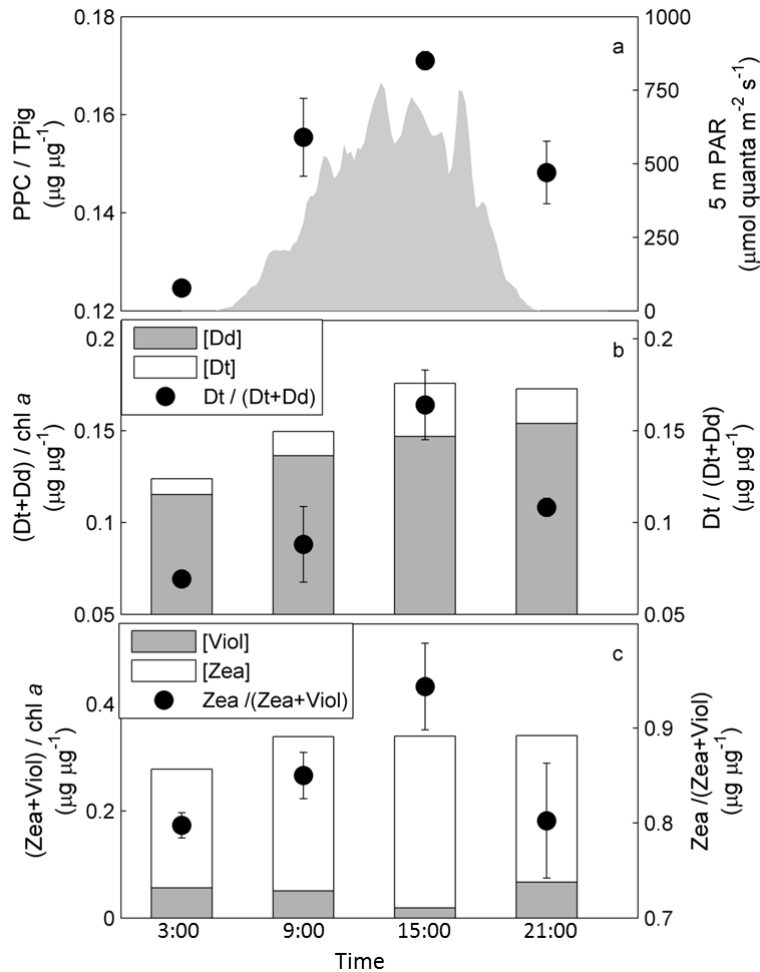 0.18
0.16
0.14
0.12
PPC / TPig
(μg μg⁻¹)
a
1000
750
500
250
0
5 m PAR
(μmol quanta m⁻² s⁻¹)
0.2
0.15
0.1
0.05
(Dt+Dd) / chl a
(μg μg⁻¹)
[Dd]
[Dt]
Dt / (Dt+Dd)
b
0.2
0.15
0.1
0.05
Dt / (Dt+Dd)
(μg μg⁻¹)
0.4
0.2
0
(Zea+Viol) / chl a
(μg μg⁻¹)
[Viol]
[Zea]
Zea /(Zea+Viol)
c
0.9
0.8
0.7
Zea /(Zea+Viol)
(μg μg⁻¹)
3:00 9:00 15:00 21:00
Time